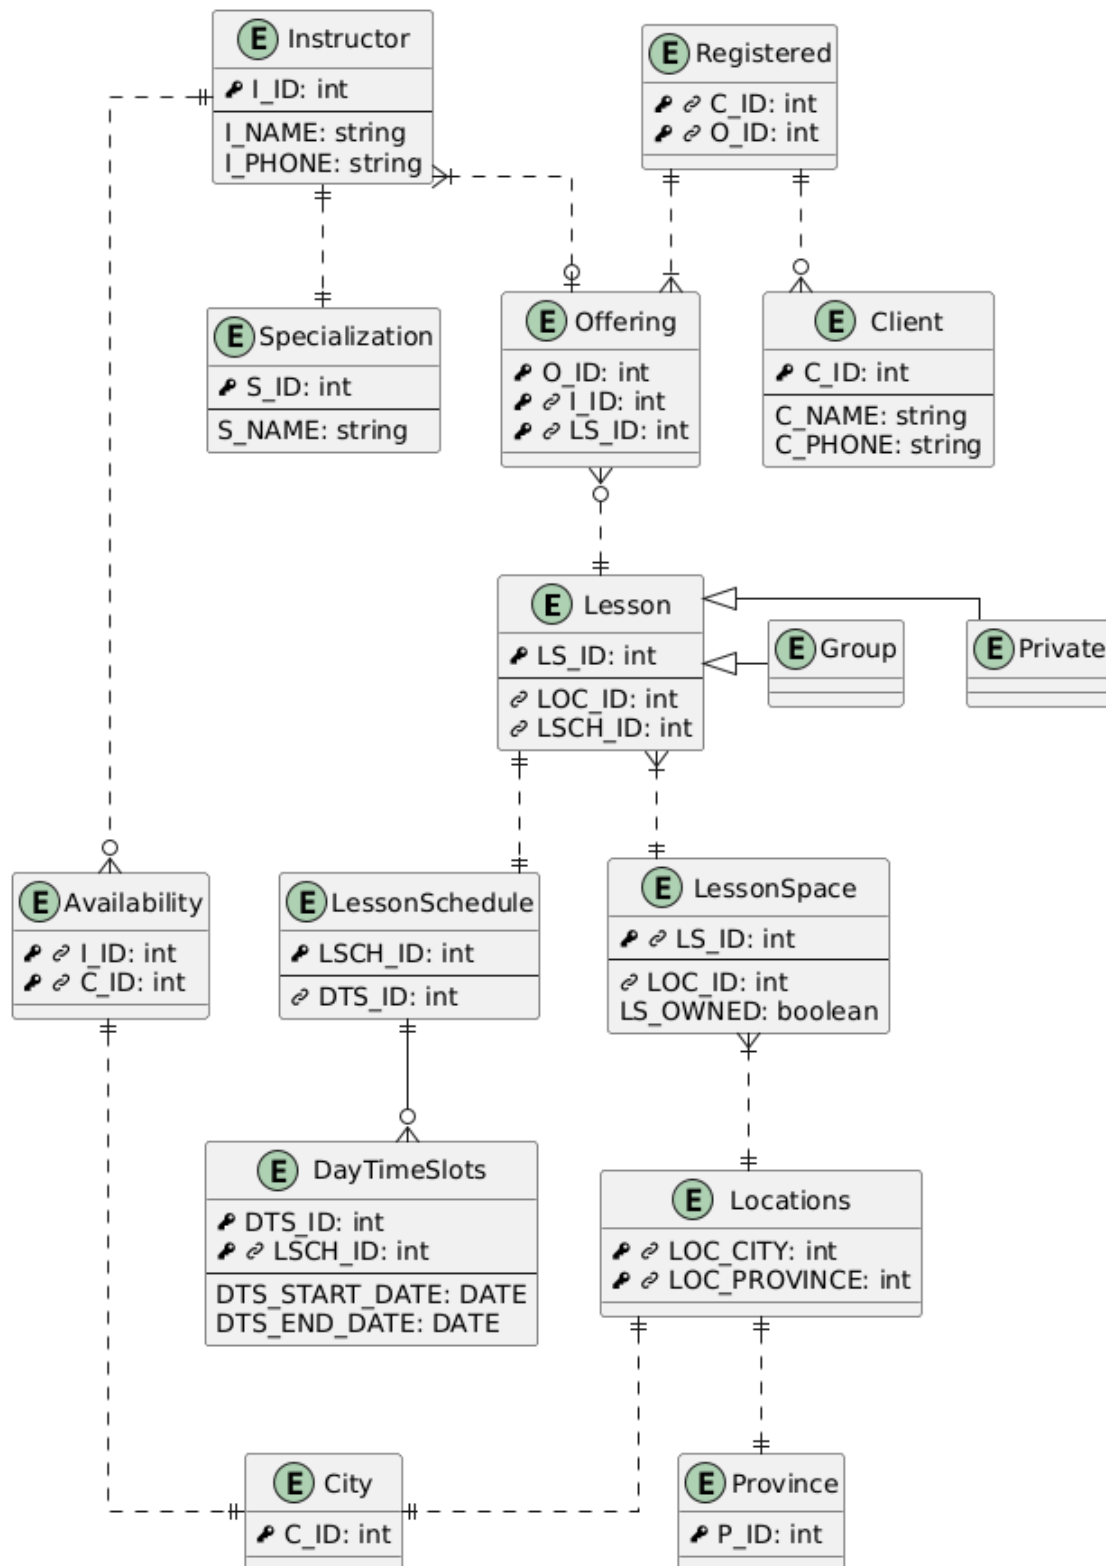 E Instructor
I_ID: int
I_NAME: string
I_PHONE: string
E Registered
C_ID: int
O_ID: int
E Specialization
S_ID: int
S_NAME: string
E Offering
O_ID: int
I_ID: int
LS_ID: int
E Client
C_ID: int
C_NAME: string
C_PHONE: string
E Lesson
LS_ID: int
LOC_ID: int
LSCH_ID: int
E Group
E Private
E Availability
I_ID: int
C_ID: int
E LessonSchedule
LSCH_ID: int
DTS_ID: int
E LessonSpace
LS_ID: int
LOC_ID: int
LS_OWNED: boolean
E DayTimeSlots
DTS_ID: int
LSCH_ID: int
DTS_START_DATE: DATE
DTS_END_DATE: DATE
E Locations
LOC_CITY: int
LOC_PROVINCE: int
E City
C_ID: int
E Province
P_ID: int